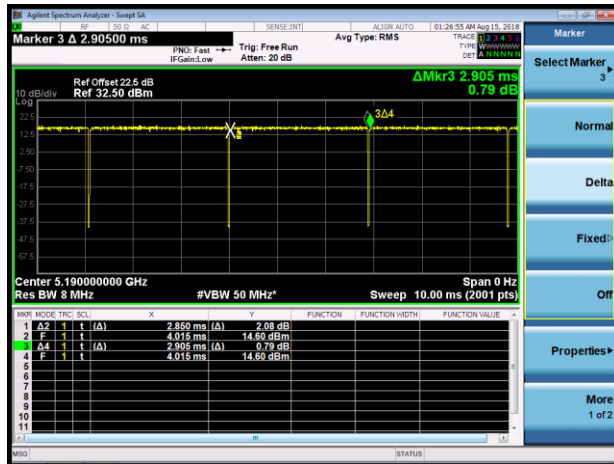 Agilent Spectrum Analyzer - Swept SA
RF 50 Ω AC SENSE:INT ALIGN AUTO 01:26:55 AM Aug 15, 2018
Marker 3 Δ 2.90500 ms
PNO: Fast
IFGain:Low
Trig: Free Run
Atten: 20 dB
Avg Type: RMS
TRACE 1 2 3 4 5 6
TYPE W
DET A N N N N N
Ref Offset 22.5 dB
10 dB/div Ref 32.50 dBm
Log
ΔMkr3 2.905 ms
0.79 dB
22.5
12.5
2.50
-7.50
-17.5
-27.5
-37.5
-47.5
-57.5
3Δ4
Center 5.190000000 GHz Span 0 Hz
Res BW 8 MHz #VBW 50 MHz* Sweep 10.00 ms (2001 pts)
MKR MODE TRC SCL X Y FUNCTION FUNCTION WIDTH FUNCTION VALUE
1 Δ2 1 t (Δ) 2.850 ms (Δ) 2.08 dB
2 F 1 t 4.015 ms 14.60 dBm
3 Δ4 1 t (Δ) 2.905 ms (Δ) 0.79 dB
4 F 1 t 4.015 ms 14.60 dBm
5
6
7
8
9
10
11
MSG STATUS
Marker
Select Marker
3
Normal
Delta
Fixed
Off
Properties
More
1 of 2